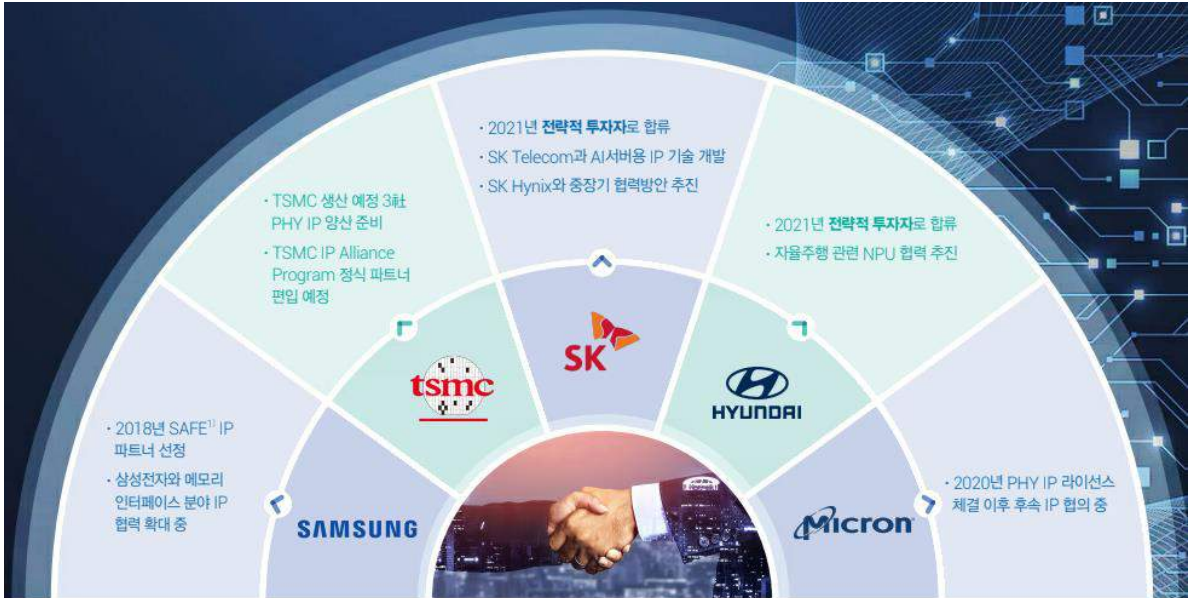 · 2021년 전략적 투자자로 합류
· SK Telecom과 AI서버용 IP 기술 개발
· SK Hynix와 중장기 협력방안 추진
· TSMC 생산 예정 3社
PHY IP 양산 준비
· TSMC IP Alliance
Program 정식 파트너
편입 예정
· 2021년 전략적 투자자로 합류
· 자율주행 관련 NPU 협력 추진
SK
tsmc
HYUNDAI
· 2018년 SAFE¹⁾ IP
파트너 선정
· 삼성전자와 메모리
인터페이스 분야 IP
협력 확대 중
SAMSUNG
Micron
· 2020년 PHY IP 라이선스
체결 이후 후속 IP 협의 중